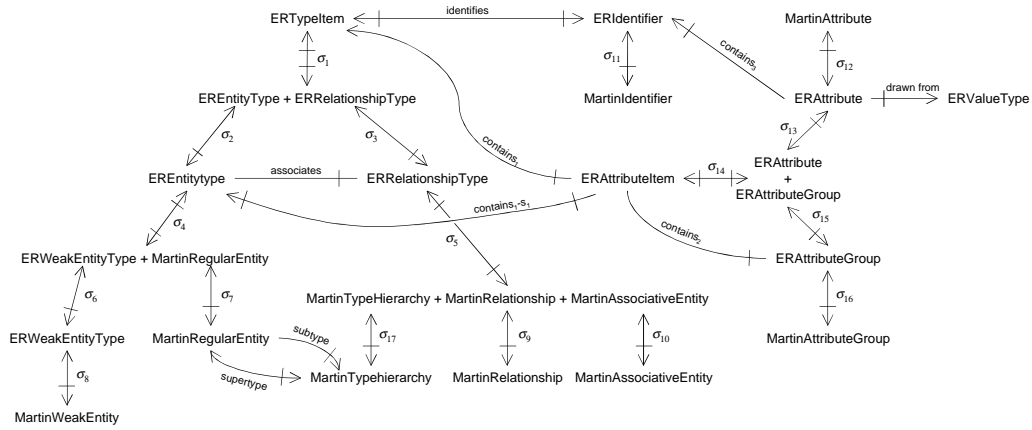 ERTypeItem identifies ERIdentifier MartinAttribute
σ1 σ11 contains3 σ12
EREntityType + ERRelationshipType MartinIdentifier ERAttribute drawn from ERValueType
σ2 σ3 contains σ13
EREntitytype associates ERRelationshipType ERAttributeItem σ14 ERAttribute
+
ERAttributeGroup
σ4 contains1-s1 σ5 contains2 σ15
ERWeakEntityType + MartinRegularEntity ERAttributeGroup
σ6 σ7 σ16
MartinTypeHierarchy + MartinRelationship + MartinAssociativeEntity
ERWeakEntityType MartinRegularEntity subtype σ17 σ9 σ10 MartinAttributeGroup
σ8 supertype MartinTypehierarchy MartinRelationship MartinAssociativeEntity
MartinWeakEntity